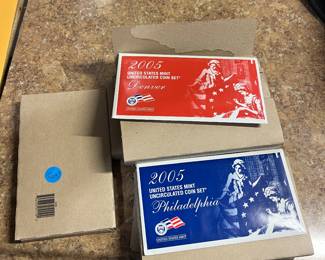 2005
UNITED STATES MINT
UNCIRCULATED COIN SET®
Denver
2005
UNITED STATES MINT
UNCIRCULATED COIN SET®
Philadelphia